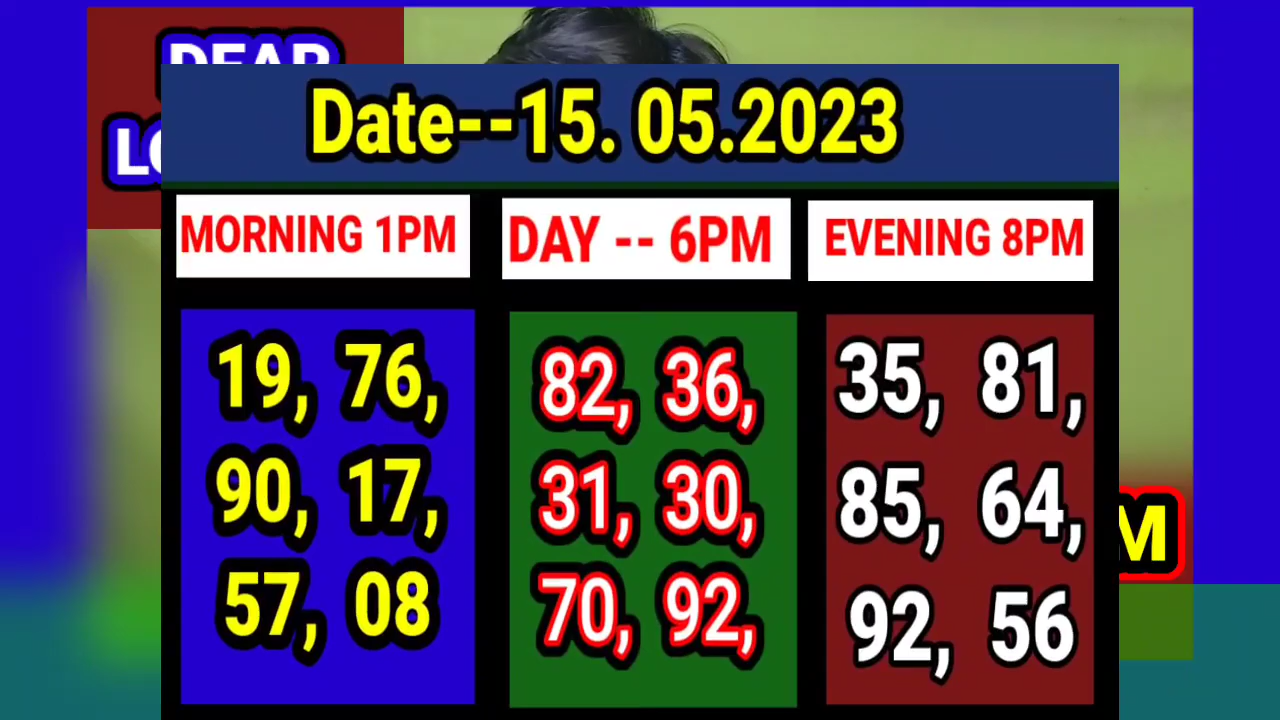 DEAR
Date--15. 05.2023
MORNING 1PM
DAY -- 6PM
EVENING 8PM
19, 76,
90, 17,
57, 08
82, 36,
31, 30,
70, 92,
35, 81,
85, 64,
92, 56